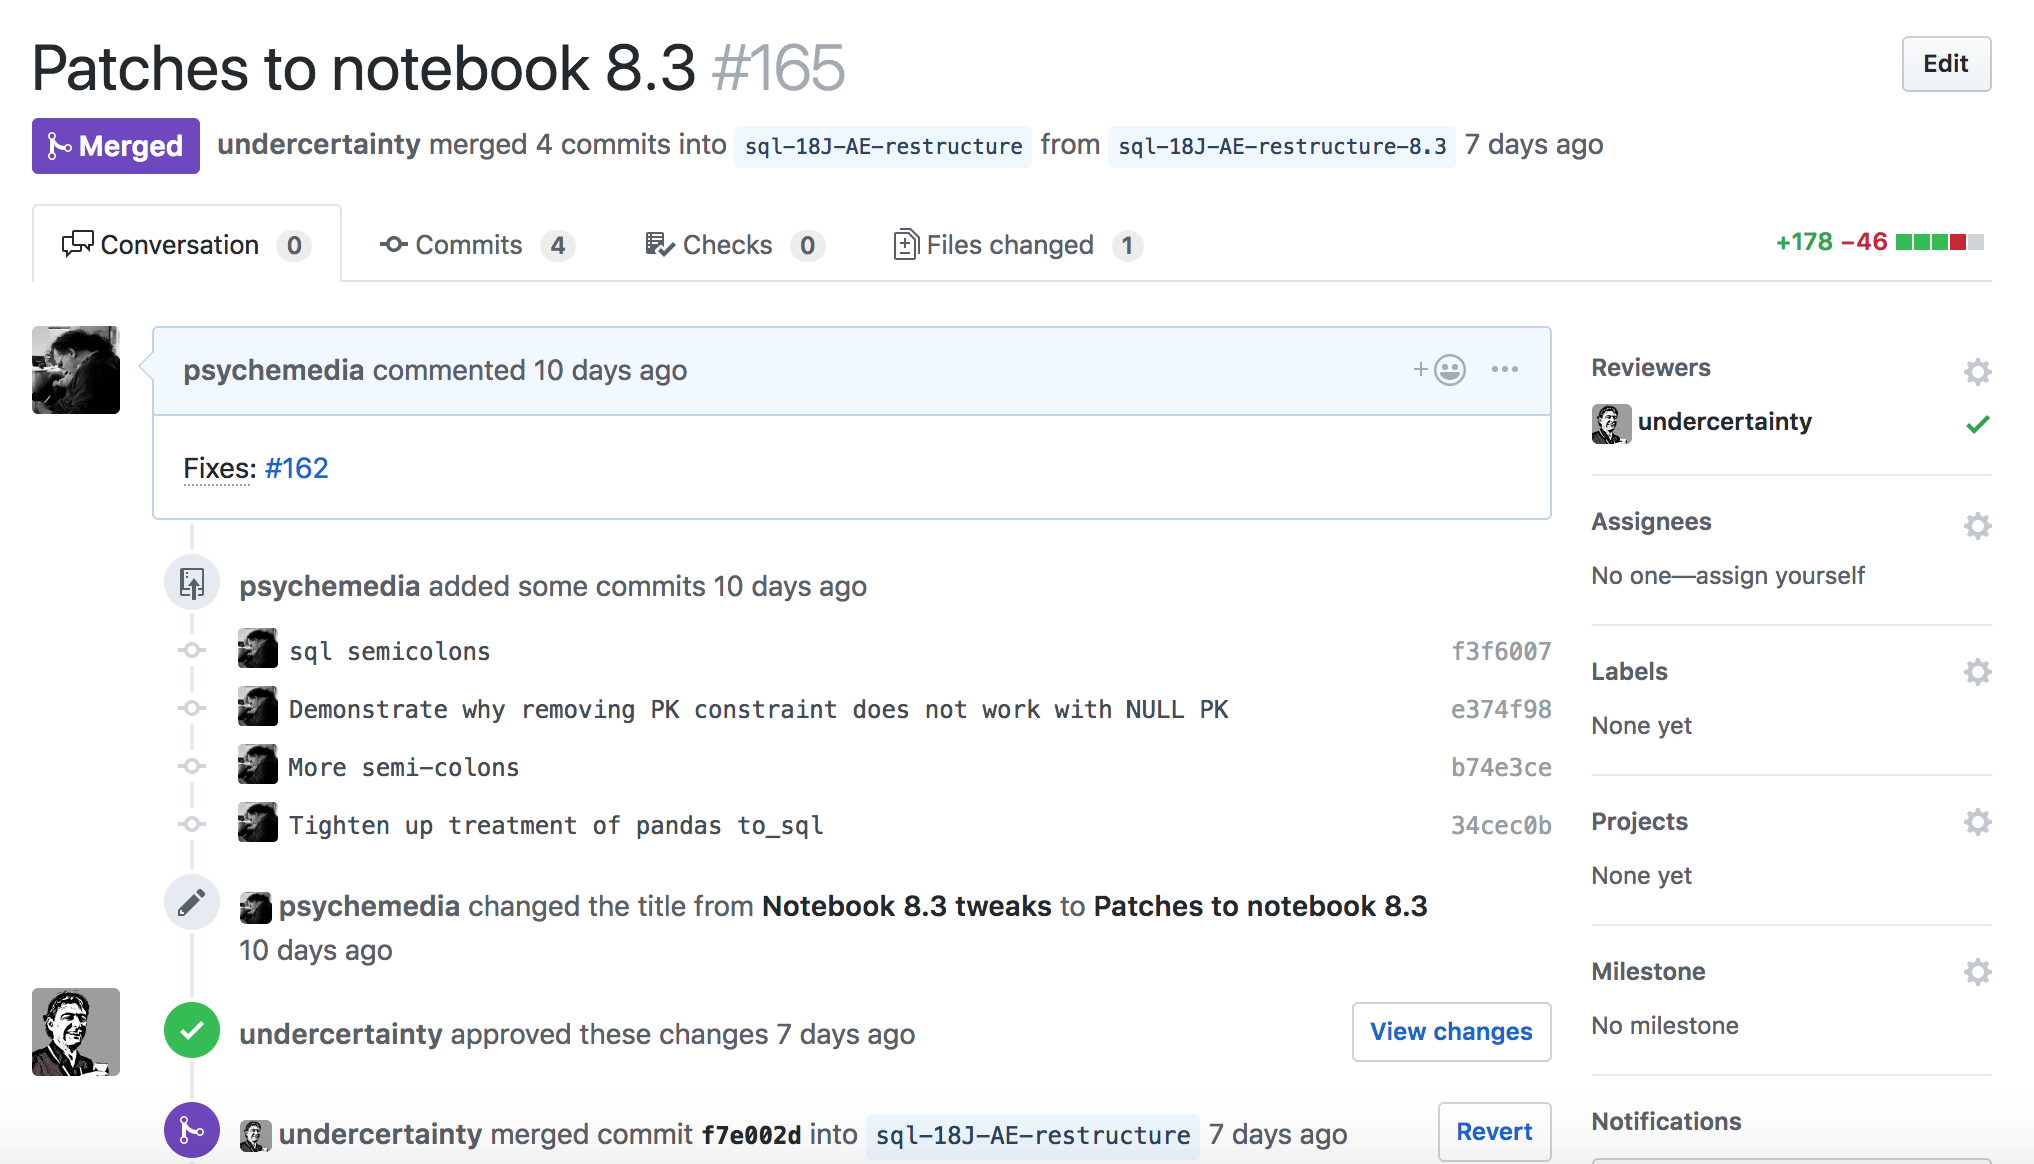 Patches to notebook 8.3 #165
Edit
Merged undercertainty merged 4 commits into sql-18J-AE-restructure from sql-18J-AE-restructure-8.3 7 days ago
Conversation 0 Commits 4 Checks 0 Files changed 1 +178 −46
psychemedia commented 10 days ago
Fixes: #162
psychemedia added some commits 10 days ago
sql semicolons f3f6007
Demonstrate why removing PK constraint does not work with NULL PK e374f98
More semi-colons b74e3ce
Tighten up treatment of pandas to_sql 34cec0b
psychemedia changed the title from Notebook 8.3 tweaks to Patches to notebook 8.3
10 days ago
undercertainty approved these changes 7 days ago View changes
undercertainty merged commit f7e002d into sql-18J-AE-restructure 7 days ago Revert
Reviewers
undercertainty
Assignees
No one—assign yourself
Labels
None yet
Projects
None yet
Milestone
No milestone
Notifications